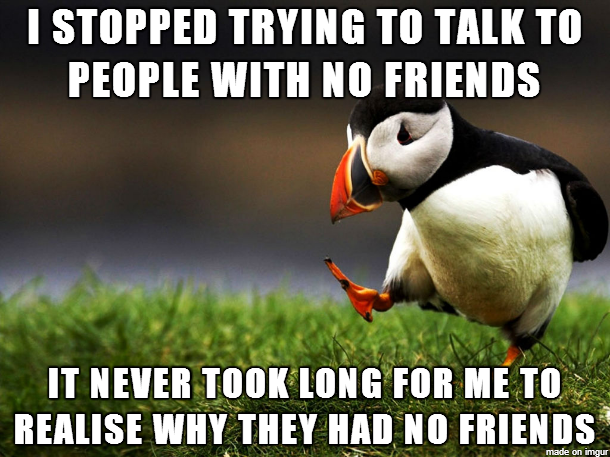 I STOPPED TRYING TO TALK TO
PEOPLE WITH NO FRIENDS
IT NEVER TOOK LONG FOR ME TO
REALISE WHY THEY HAD NO FRIENDS
made on imgur